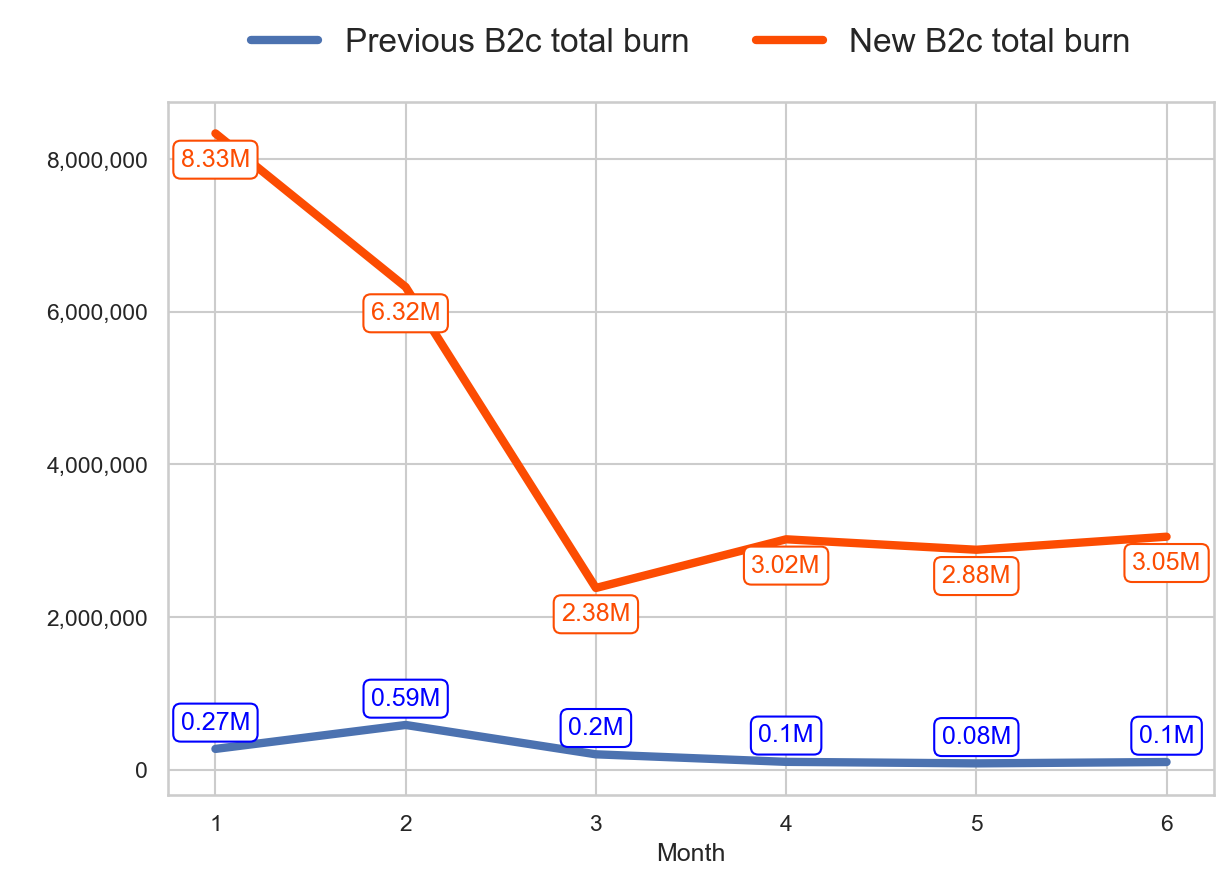 Previous B2c total burn New B2c total burn
8,000,000
6,000,000
4,000,000
2,000,000
0
8.33M
6.32M
2.38M
3.02M
2.88M
3.05M
0.27M
0.59M
0.2M
0.1M
0.08M
0.1M
1 2 3 4 5 6
Month